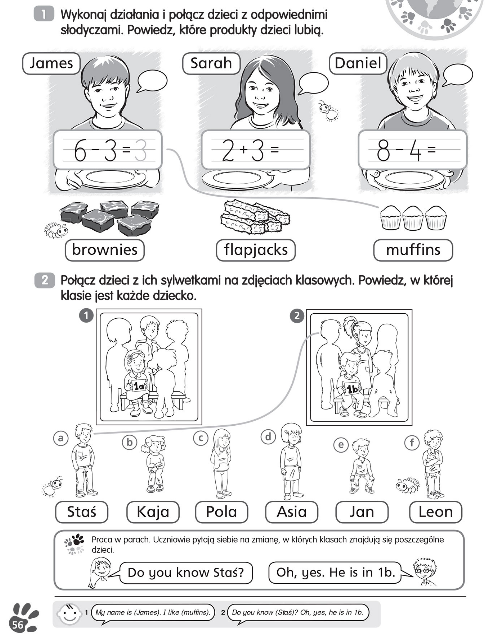 1 Wykonaj działania i połącz dzieci z odpowiednimi
słodyczami. Powiedz, które produkty dzieci lubią.
James Sarah Daniel
6 - 3 = 3 2 + 3 = 8 - 4 =
brownies flapjacks muffins
2 Połącz dzieci z ich sylwetkami na zdjęciach klasowych. Powiedz, w której
klasie jest każde dziecko.
1 2
1a 1b
a b c d e f
Staś Kaja Pola Asia Jan Leon
Praca w parach. Uczniowie pytają siebie na zmianę, w których klasach znajdują się poszczególne
dzieci.
Do you know Staś? Oh, yes. He is in 1b.
1 My name is (James). I like (muffins). 2 Do you know (Staś)? Oh, yes, he is in 1b.
56